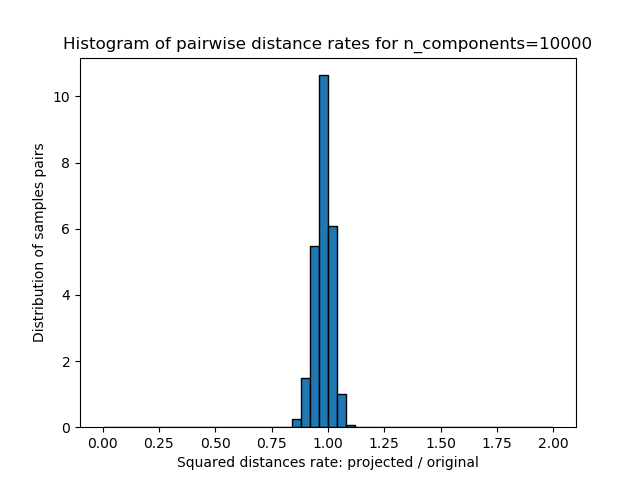 Histogram of pairwise distance rates for n_components=10000
10
8
6
4
2
0
Distribution of samples pairs
0.00 0.25 0.50 0.75 1.00 1.25 1.50 1.75 2.00
Squared distances rate: projected / original